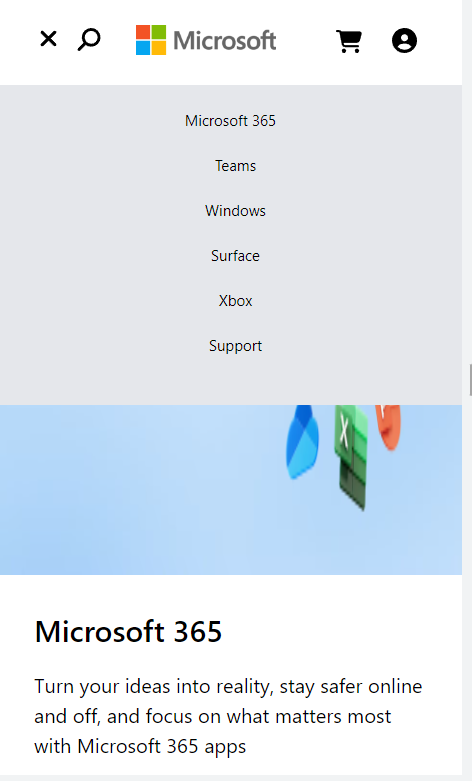 Microsoft
Microsoft 365
Teams
Windows
Surface
Xbox
Support
X
Microsoft 365
Turn your ideas into reality, stay safer online
and off, and focus on what matters most
with Microsoft 365 apps